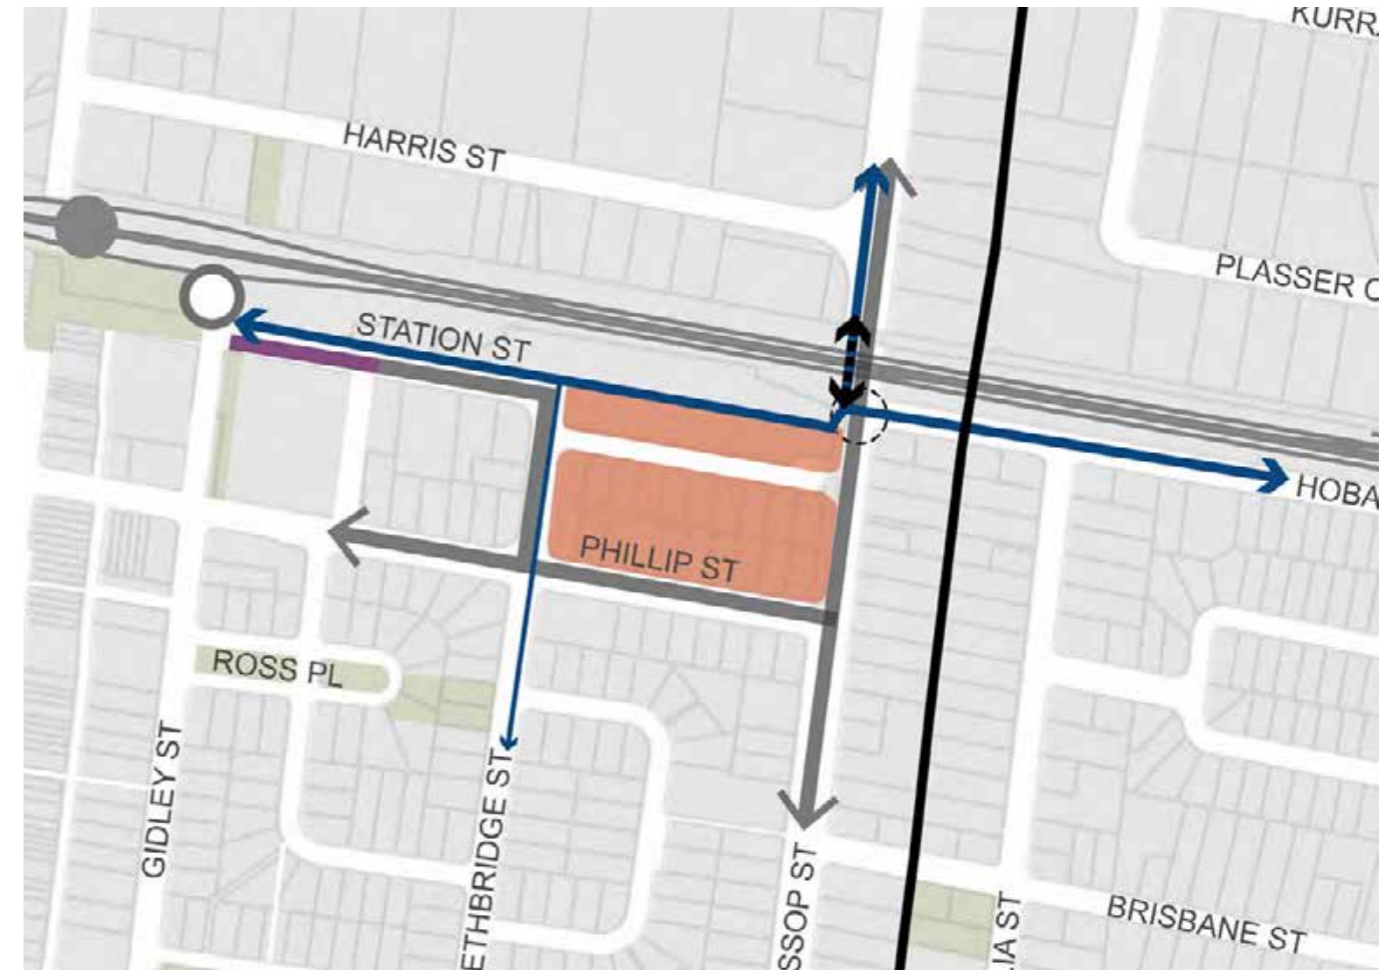 KURRA
HARRIS ST
PLASSER C
STATION ST
HOBA
PHILLIP ST
ROSS PL
GIDLEY ST
ETHBRIDGE ST
SSOP ST
IA ST
BRISBANE ST